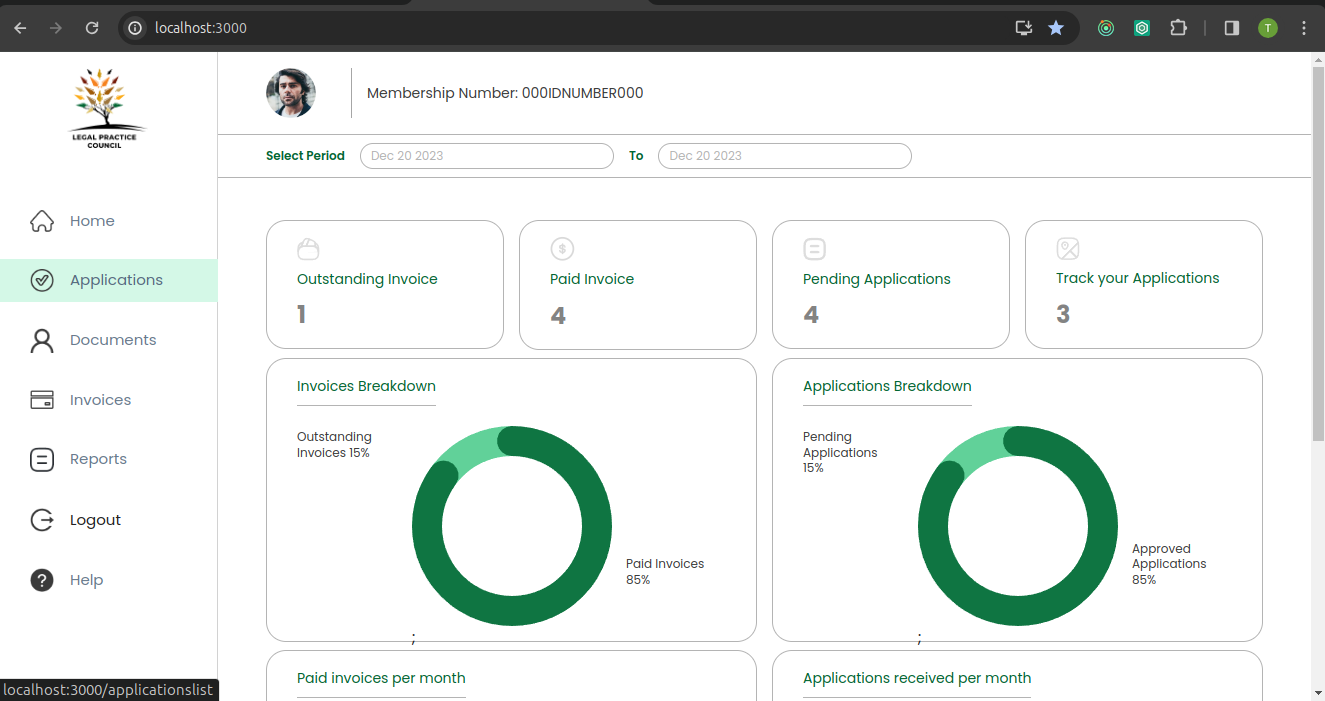 localhost:3000
T
LEGAL PRACTICE
COUNCIL
Membership Number: 000IDNUMBER000
Select Period
Dec 20 2023
To
Dec 20 2023
Home
Applications
Documents
Invoices
Reports
Logout
Help
Outstanding Invoice
1
Paid Invoice
4
Pending Applications
4
Track your Applications
3
Invoices Breakdown
Outstanding
Invoices 15%
Paid Invoices
85%
;
Applications Breakdown
Pending
Applications
15%
Approved
Applications
85%
;
Paid invoices per month
Applications received per month
localhost:3000/applicationslist